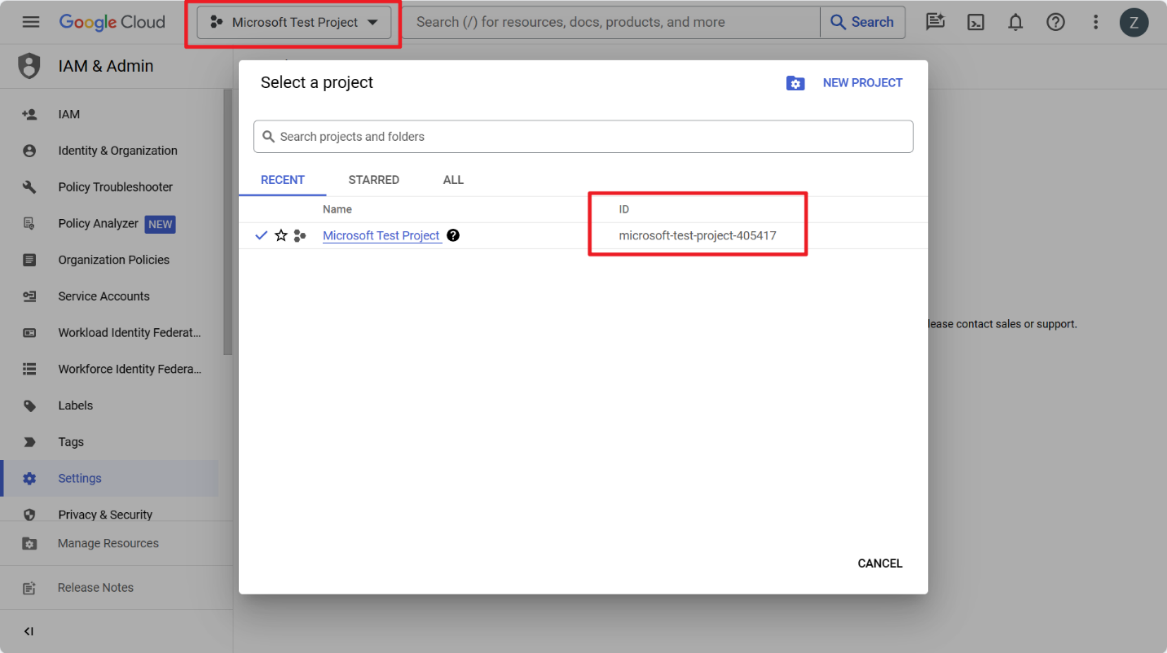 Google Cloud
Microsoft Test Project
Search (/) for resources, docs, products, and more
Search
Z
IAM & Admin
Select a project
NEW PROJECT
Search projects and folders
RECENT
STARRED
ALL
Name
ID
Microsoft Test Project
microsoft-test-project-405417
IAM
Identity & Organization
Policy Troubleshooter
Policy Analyzer NEW
Organization Policies
Service Accounts
Workload Identity Federat...
Workforce Identity Federa...
Labels
Tags
Settings
Privacy & Security
Manage Resources
Release Notes
lease contact sales or support.
CANCEL